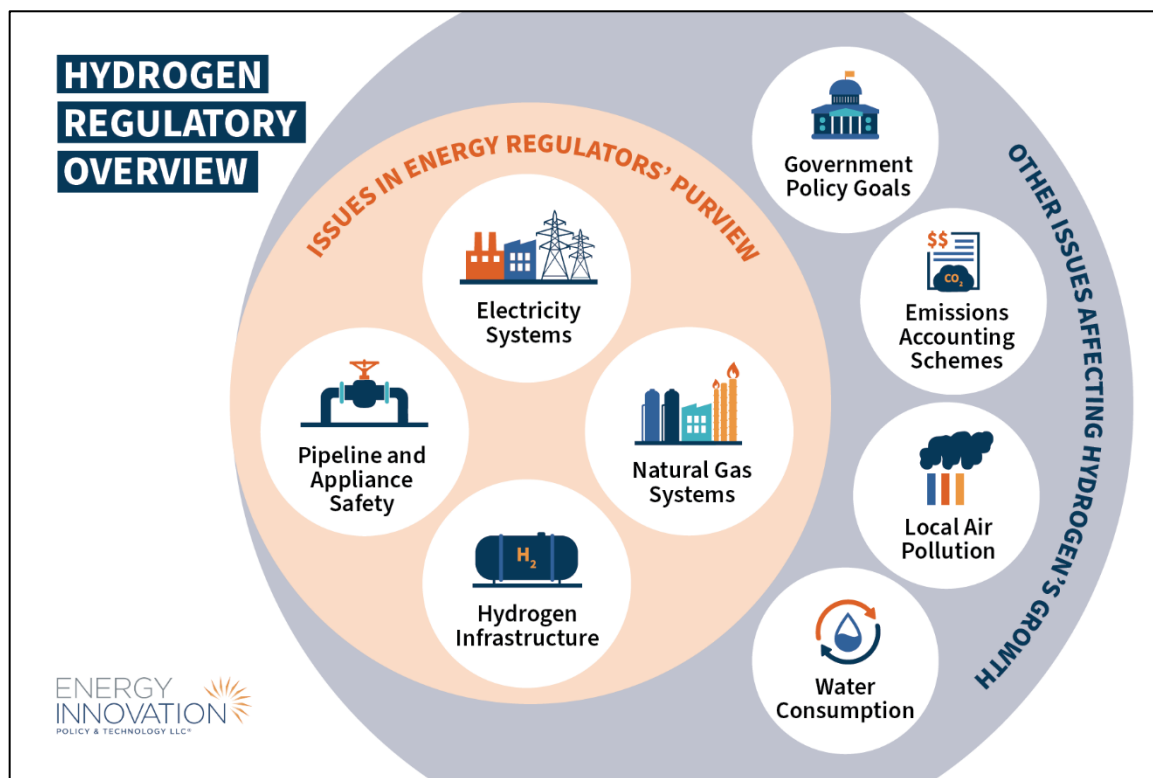 HYDROGEN
REGULATORY
OVERVIEW
ISSUES IN ENERGY REGULATORS' PURVIEW
Electricity
Systems
Pipeline and
Appliance
Safety
Natural Gas
Systems
H₂
Hydrogen
Infrastructure
OTHER ISSUES AFFECTING HYDROGEN'S GROWTH
Government
Policy Goals
$$
CO₂
Emissions
Accounting
Schemes
Local Air
Pollution
Water
Consumption
ENERGY
INNOVATION
POLICY & TECHNOLOGY LLC®